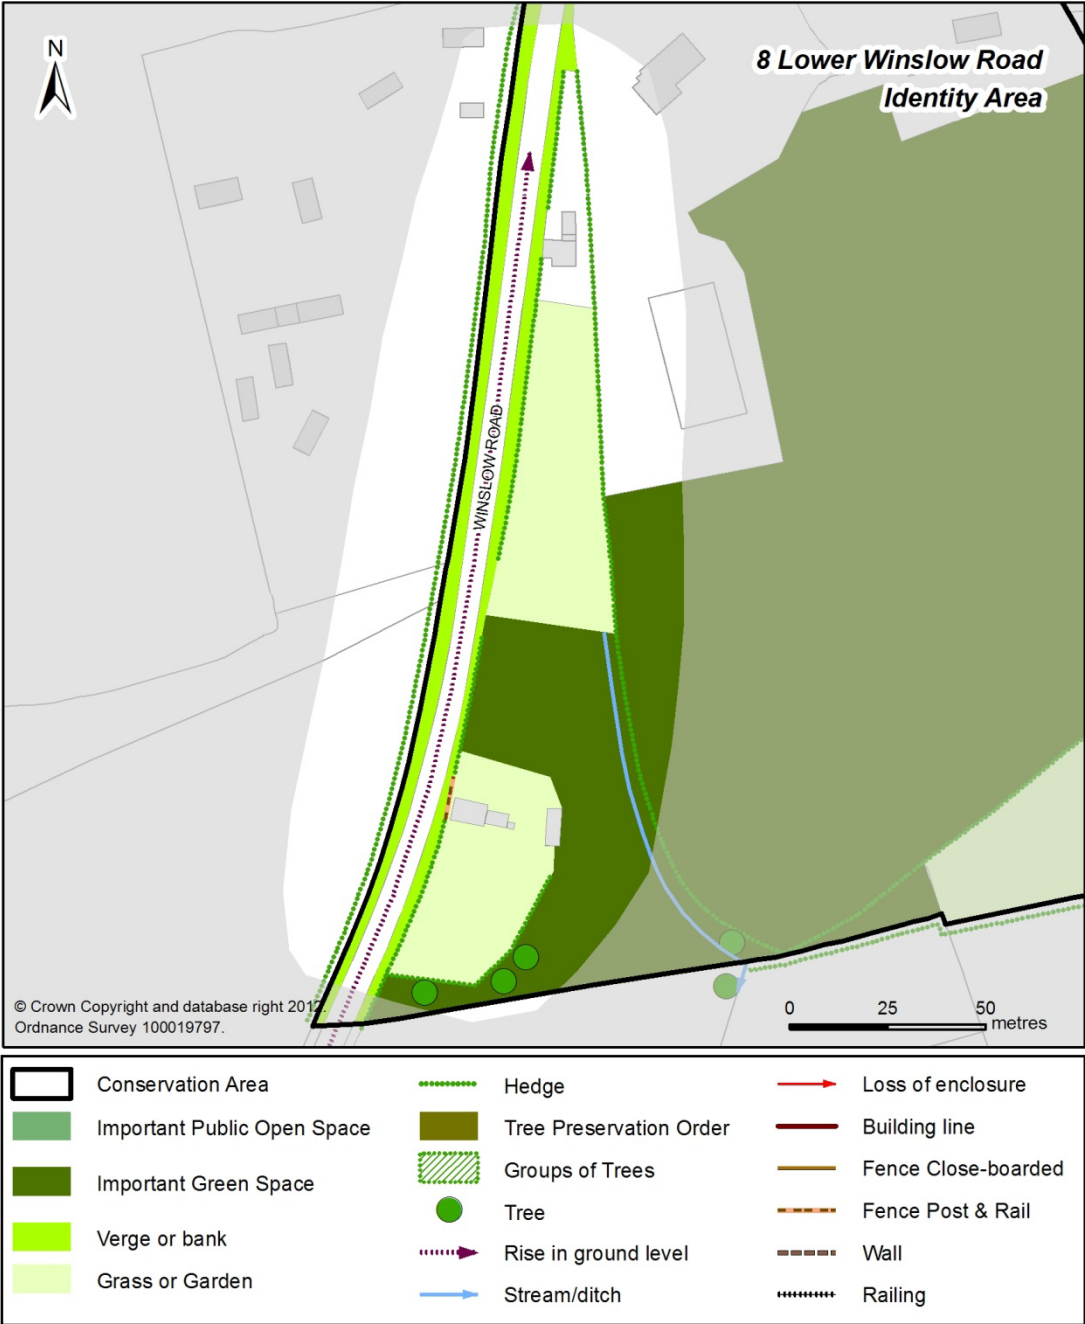 N
8 Lower Winslow Road
Identity Area
WINSLOW ROAD
© Crown Copyright and database right 2012.
Ordnance Survey 100019797.
0 25 50
metres
Conservation Area
Important Public Open Space
Important Green Space
Verge or bank
Grass or Garden
Hedge
Tree Preservation Order
Groups of Trees
Tree
Rise in ground level
Stream/ditch
Loss of enclosure
Building line
Fence Close-boarded
Fence Post & Rail
Wall
Railing